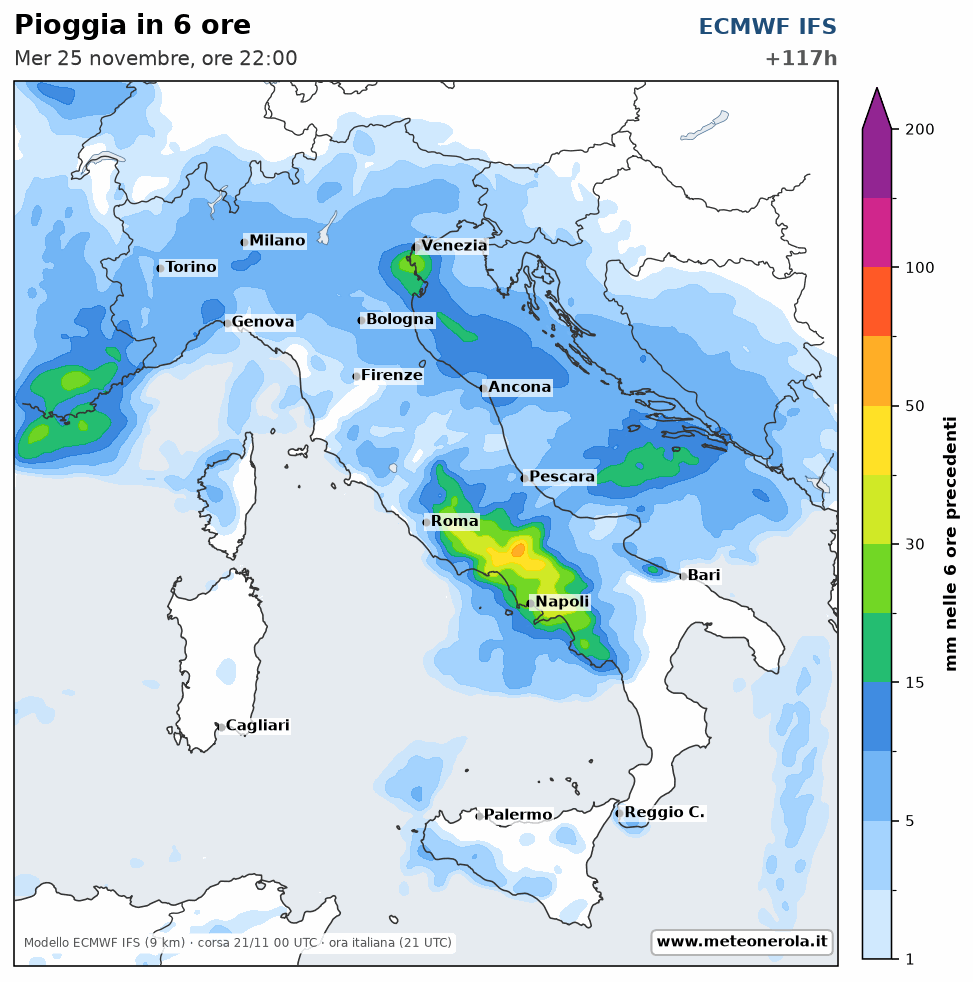 Pioggia in 6 ore
ECMWF IFS
Mer 25 novembre, ore 22:00
+117h
Milano
Venezia
Torino
Genova
Bologna
Firenze
Ancona
Pescara
Roma
Bari
Napoli
Cagliari
Palermo
Reggio C.
Modello ECMWF IFS (9 km) · corsa 21/11 00 UTC · ora italiana (21 UTC)
www.meteonerola.it
200
100
50
30
15
5
1
mm nelle 6 ore precedenti